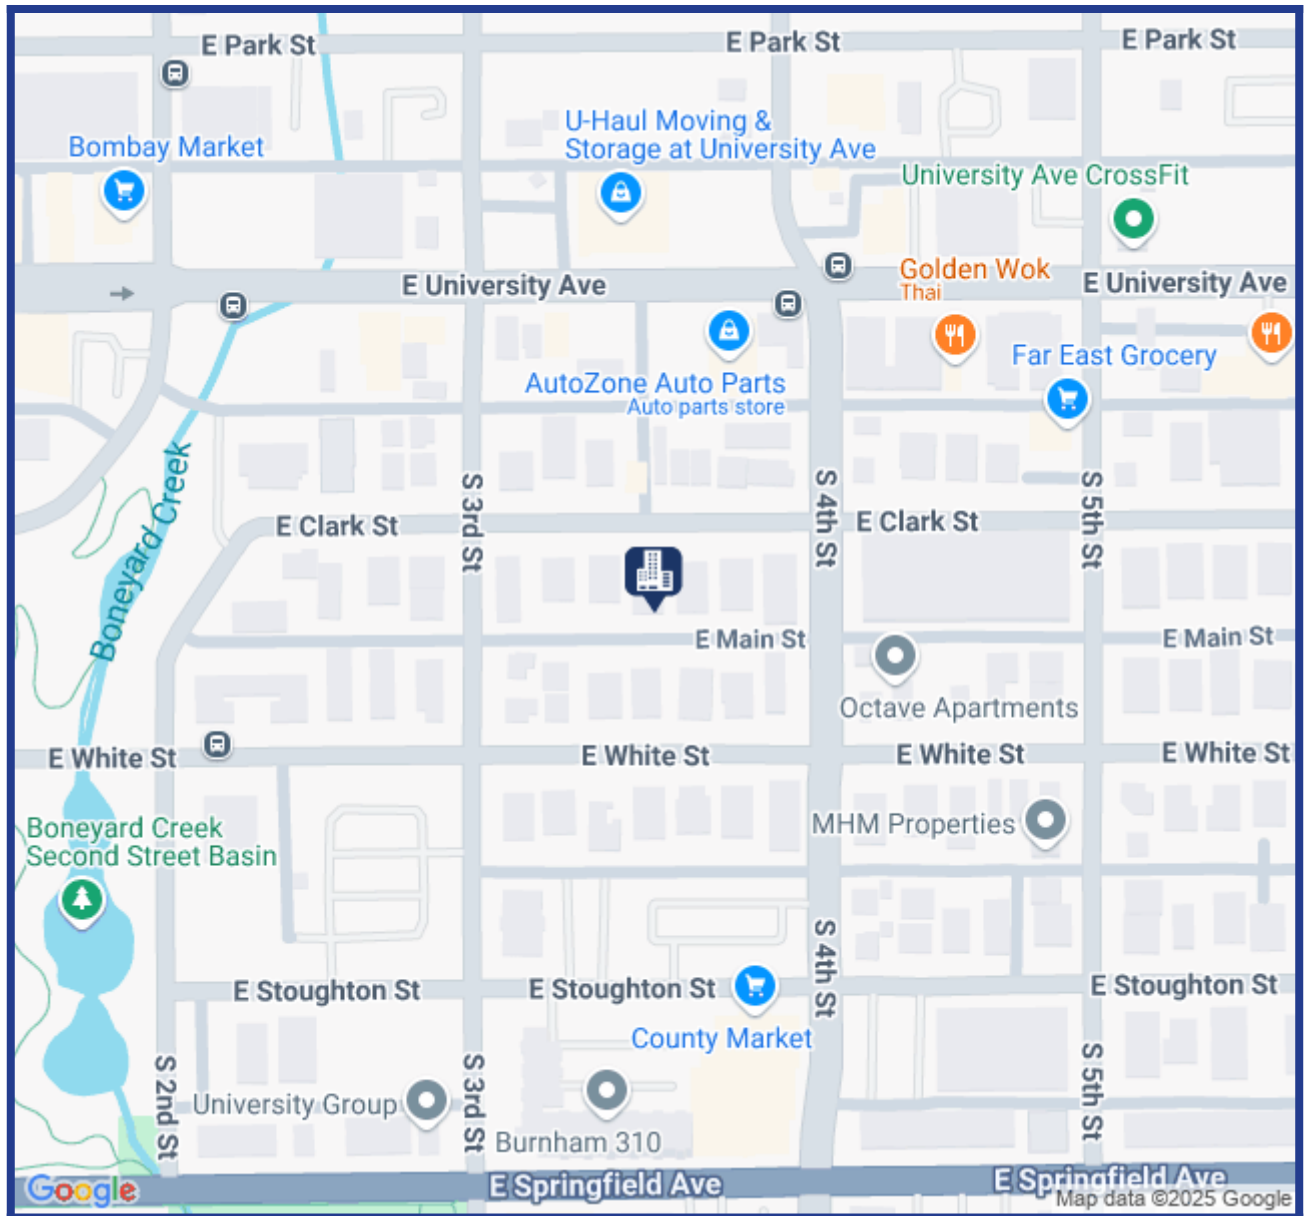 E Park St
E Park St
E Park St
U-Haul Moving &
Storage at University Ave
Bombay Market
University Ave CrossFit
Golden Wok
Thai
E University Ave
E University Ave
Far East Grocery
AutoZone Auto Parts
Auto parts store
Boneyard Creek
S 3rd St
S 4th St
S 5th St
E Clark St
E Clark St
E Main St
E Main St
Octave Apartments
E White St
E White St
E White St
E White St
MHM Properties
Boneyard Creek
Second Street Basin
S 4th St
E Stoughton St
E Stoughton St
E Stoughton St
County Market
S 2nd St
S 3rd St
S 5th St
University Group
Burnham 310
E Springfield Ave
E Springfield Ave
Google
Map data ©2025 Google